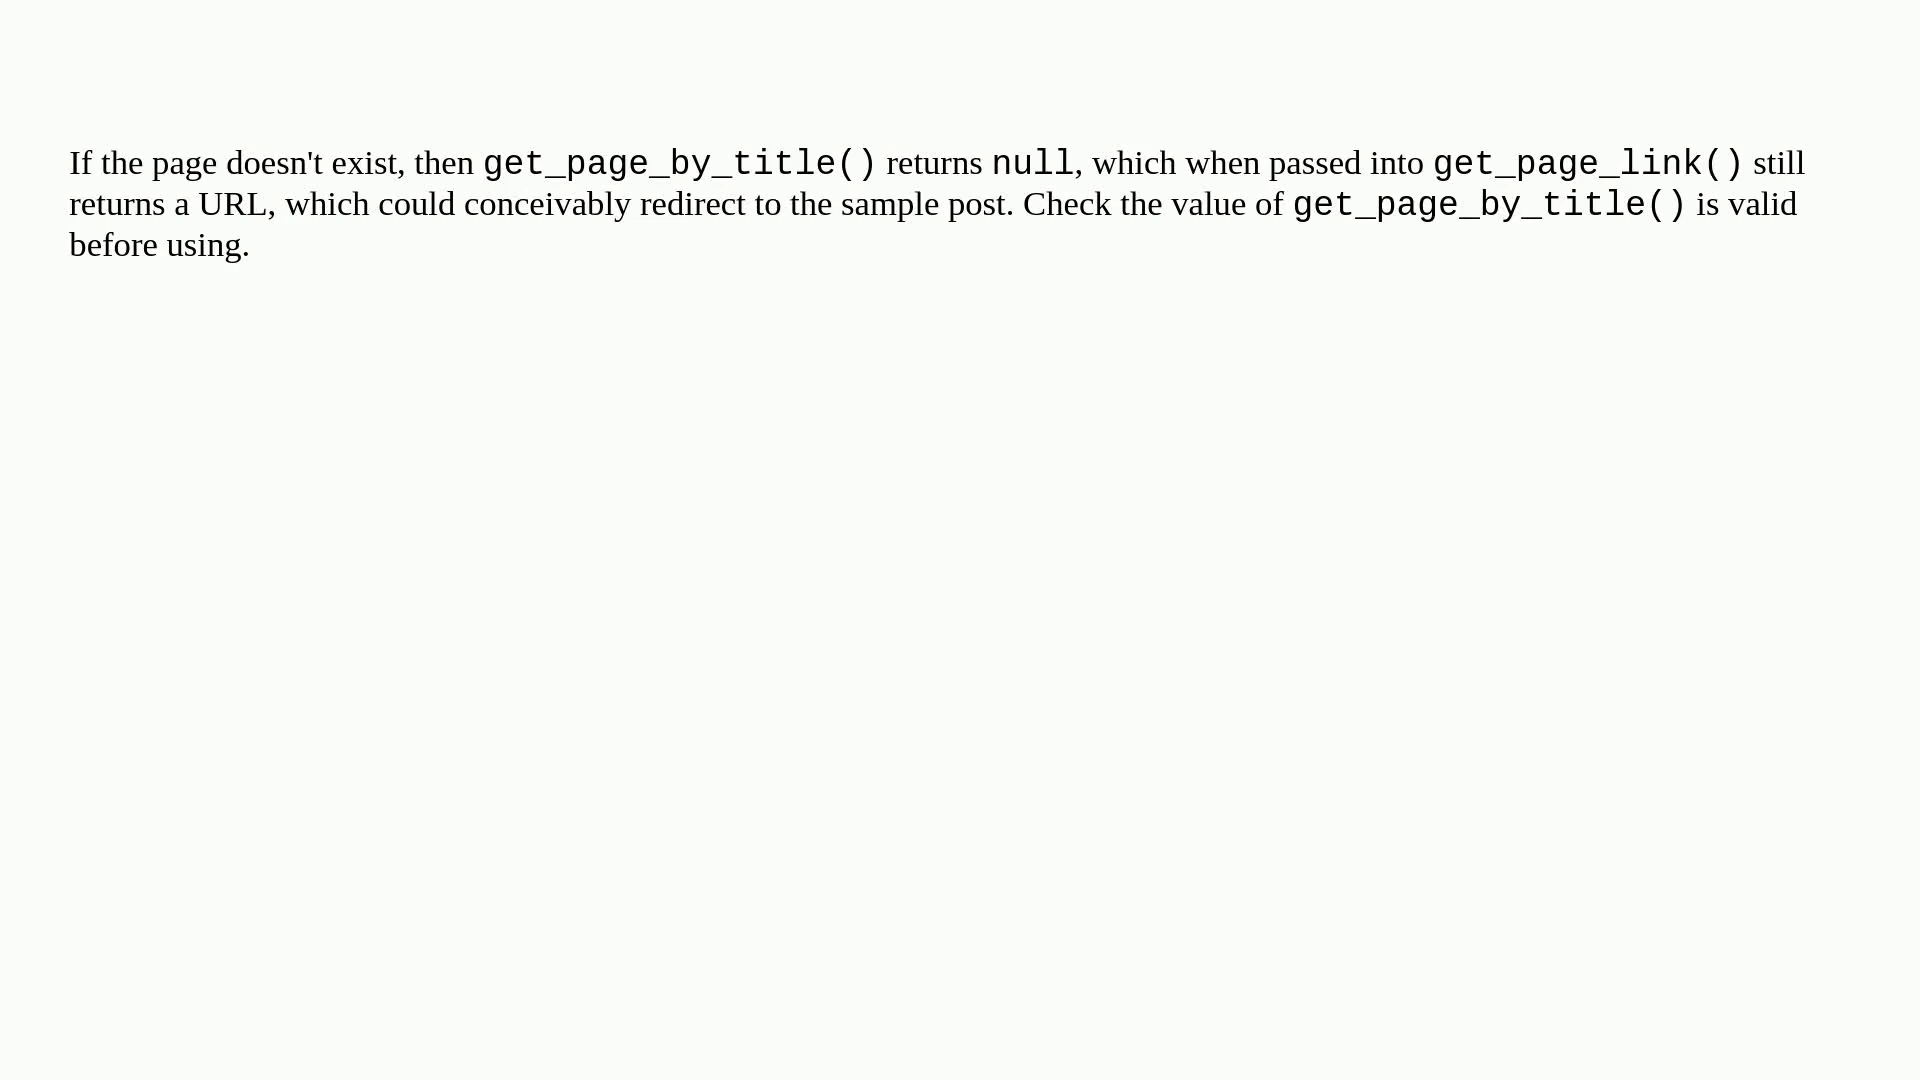 If the page doesn't exist, then get_page_by_title() returns null, which when passed into get_page_link() still
returns a URL, which could conceivably redirect to the sample post. Check the value of get_page_by_title() is valid
before using.